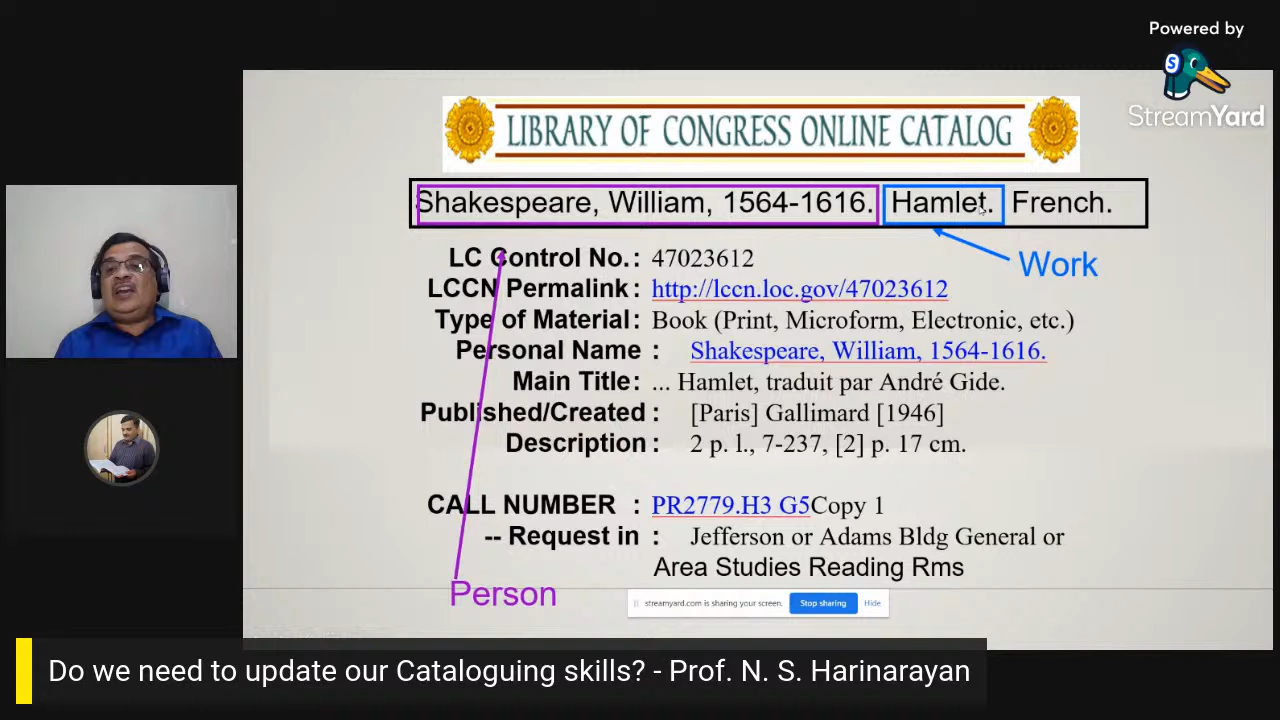 Powered by
StreamYard
LIBRARY OF CONGRESS ONLINE CATALOG
Shakespeare, William, 1564-1616. Hamlet. French.
Work
LC Control No.: 47023612
LCCN Permalink: http://lccn.loc.gov/47023612
Type of Material: Book (Print, Microform, Electronic, etc.)
Personal Name : Shakespeare, William, 1564-1616.
Main Title: ... Hamlet, traduit par André Gide.
Published/Created : [Paris] Gallimard [1946]
Description : 2 p. l., 7-237, [2] p. 17 cm.
CALL NUMBER : PR2779.H3 G5Copy 1
-- Request in : Jefferson or Adams Bldg General or
Area Studies Reading Rms
Person
streamyard.com is sharing your screen. Stop sharing Hide
Do we need to update our Cataloguing skills? - Prof. N. S. Harinarayan